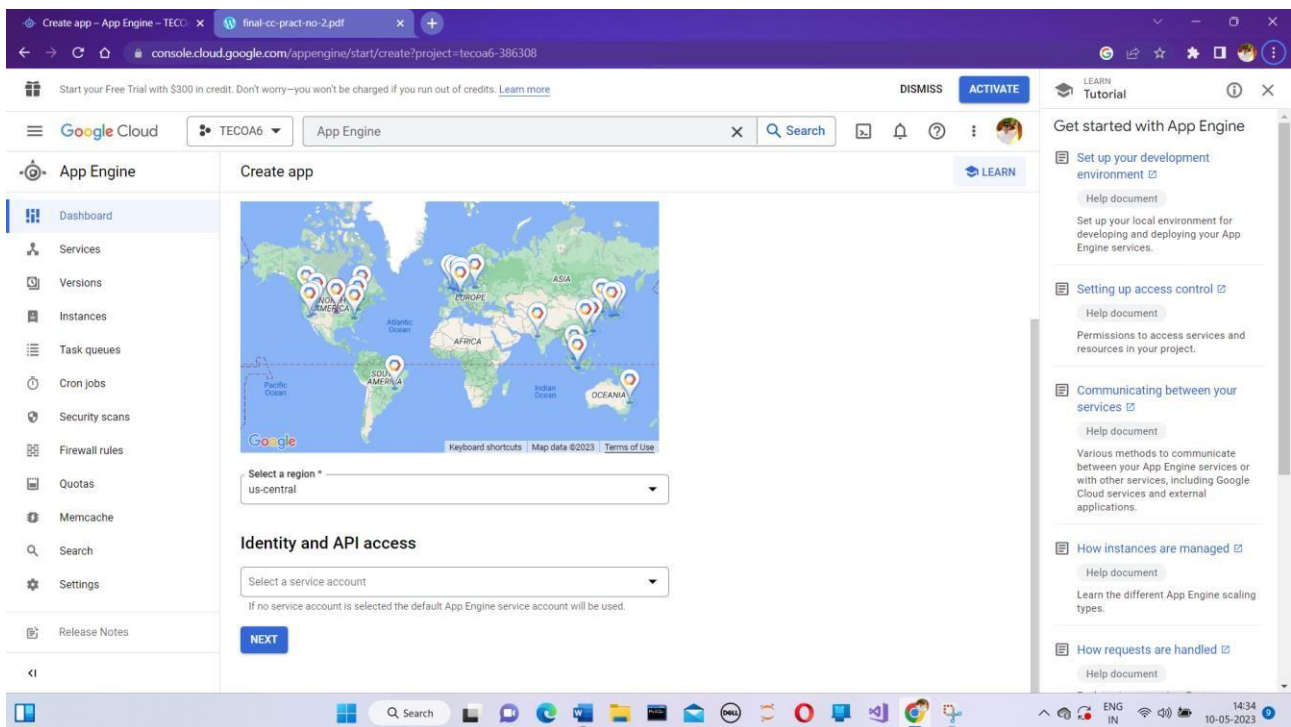 Create app – App Engine – TECO
final-cc-pract-no-2.pdf
console.cloud.google.com/appengine/start/create?project=tecoa6-386308
Start your Free Trial with $300 in credit. Don't worry—you won't be charged if you run out of credits. Learn more
DISMISS
ACTIVATE
Google Cloud
TECOA6
App Engine
Search
App Engine
Create app
LEARN
Dashboard
Services
Versions
Instances
Task queues
Cron jobs
Security scans
Firewall rules
Quotas
Memcache
Search
Settings
Release Notes
ASIA
EUROPE
AMERICA
Atlantic
Ocean
AFRICA
AMERICA
Pacific
Ocean
Indian
Ocean
OCEANIA
Google
Keyboard shortcuts
Map data ©2023
Terms of Use
Select a region *
us-central
Identity and API access
Select a service account
If no service account is selected the default App Engine service account will be used.
NEXT
LEARN
Tutorial
Get started with App Engine
Set up your development
environment
Help document
Set up your local environment for
developing and deploying your App
Engine services.
Setting up access control
Help document
Permissions to access services and
resources in your project.
Communicating between your
services
Help document
Various methods to communicate
between your App Engine services or
with other services, including Google
Cloud services and external
applications.
How instances are managed
Help document
Learn the different App Engine scaling
types.
How requests are handled
Help document
Search
DELL
ENG
IN
14:34
10-05-2023
9